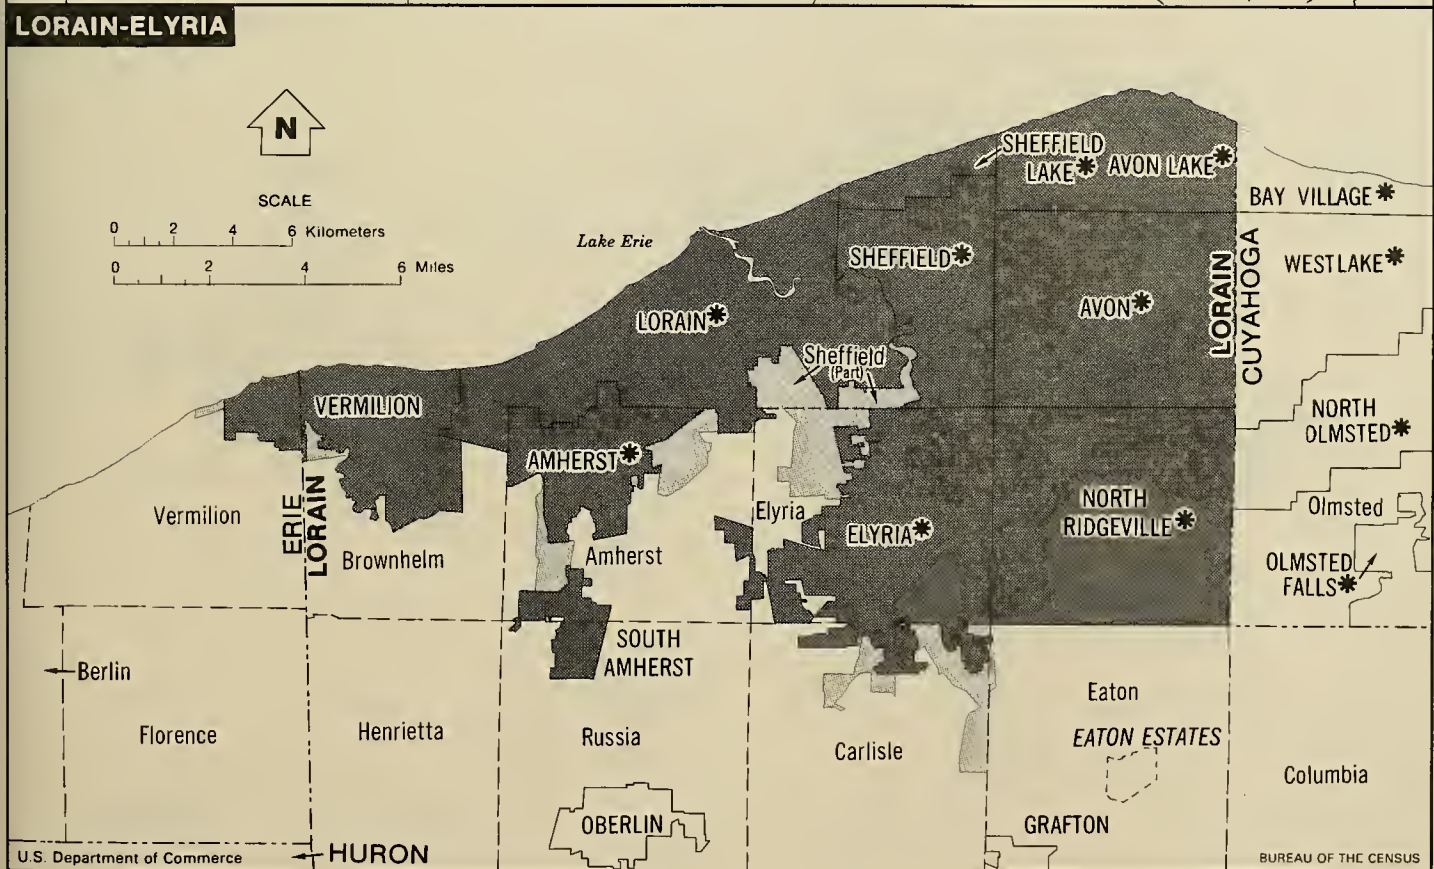 LORAIN-ELYRIA
N
SCALE
0 2 4 6 Kilometers
0 2 4 6 Miles
Lake Erie
SHEFFIELD
LAKE* AVON LAKE*
BAY VILLAGE*
SHEFFIELD*
WESTLAKE*
LORAIN
CUYAHOGA
AVON*
LORAIN*
Sheffield
(Part)
VERMILION
NORTH
OLMSTED*
AMHERST*
Vermilion
ERIE
LORAIN
Brownhelm
Amherst
Elyria
ELYRIA*
NORTH
RIDGEVILLE*
Olmsted
OLMSTED
FALLS*
SOUTH
AMHERST
Berlin
Florence
Henrietta
Russia
Carlisle
Eaton
EATON ESTATES
Columbia
OBERLIN
GRAFTON
U.S. Department of Commerce
HURON
BUREAU OF THE CENSUS